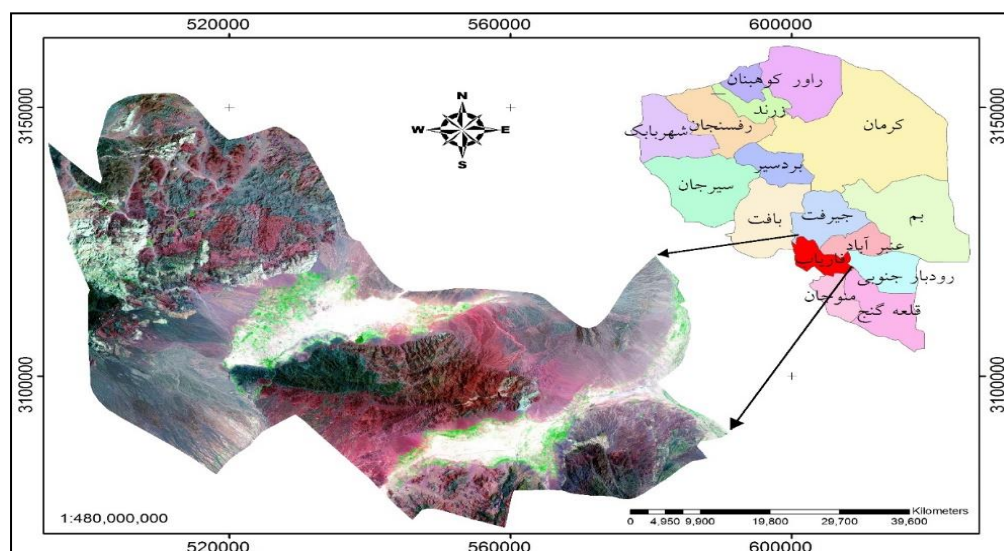 520000 560000 600000
3150000
3150000
3100000
3100000
N
W E
S
کوهبنان
راور
زرند
کرمان
رفسنجان
شهربابک
بردسیر
سیرجان
بافت
جیرفت
بم
عنبر آباد
فاریاب
رودبار جنوبی
منوجان
قلعه گنج
1:480,000,000
Kilometers
0 4,950 9,900 19,800 29,700 39,600
520000 560000 600000